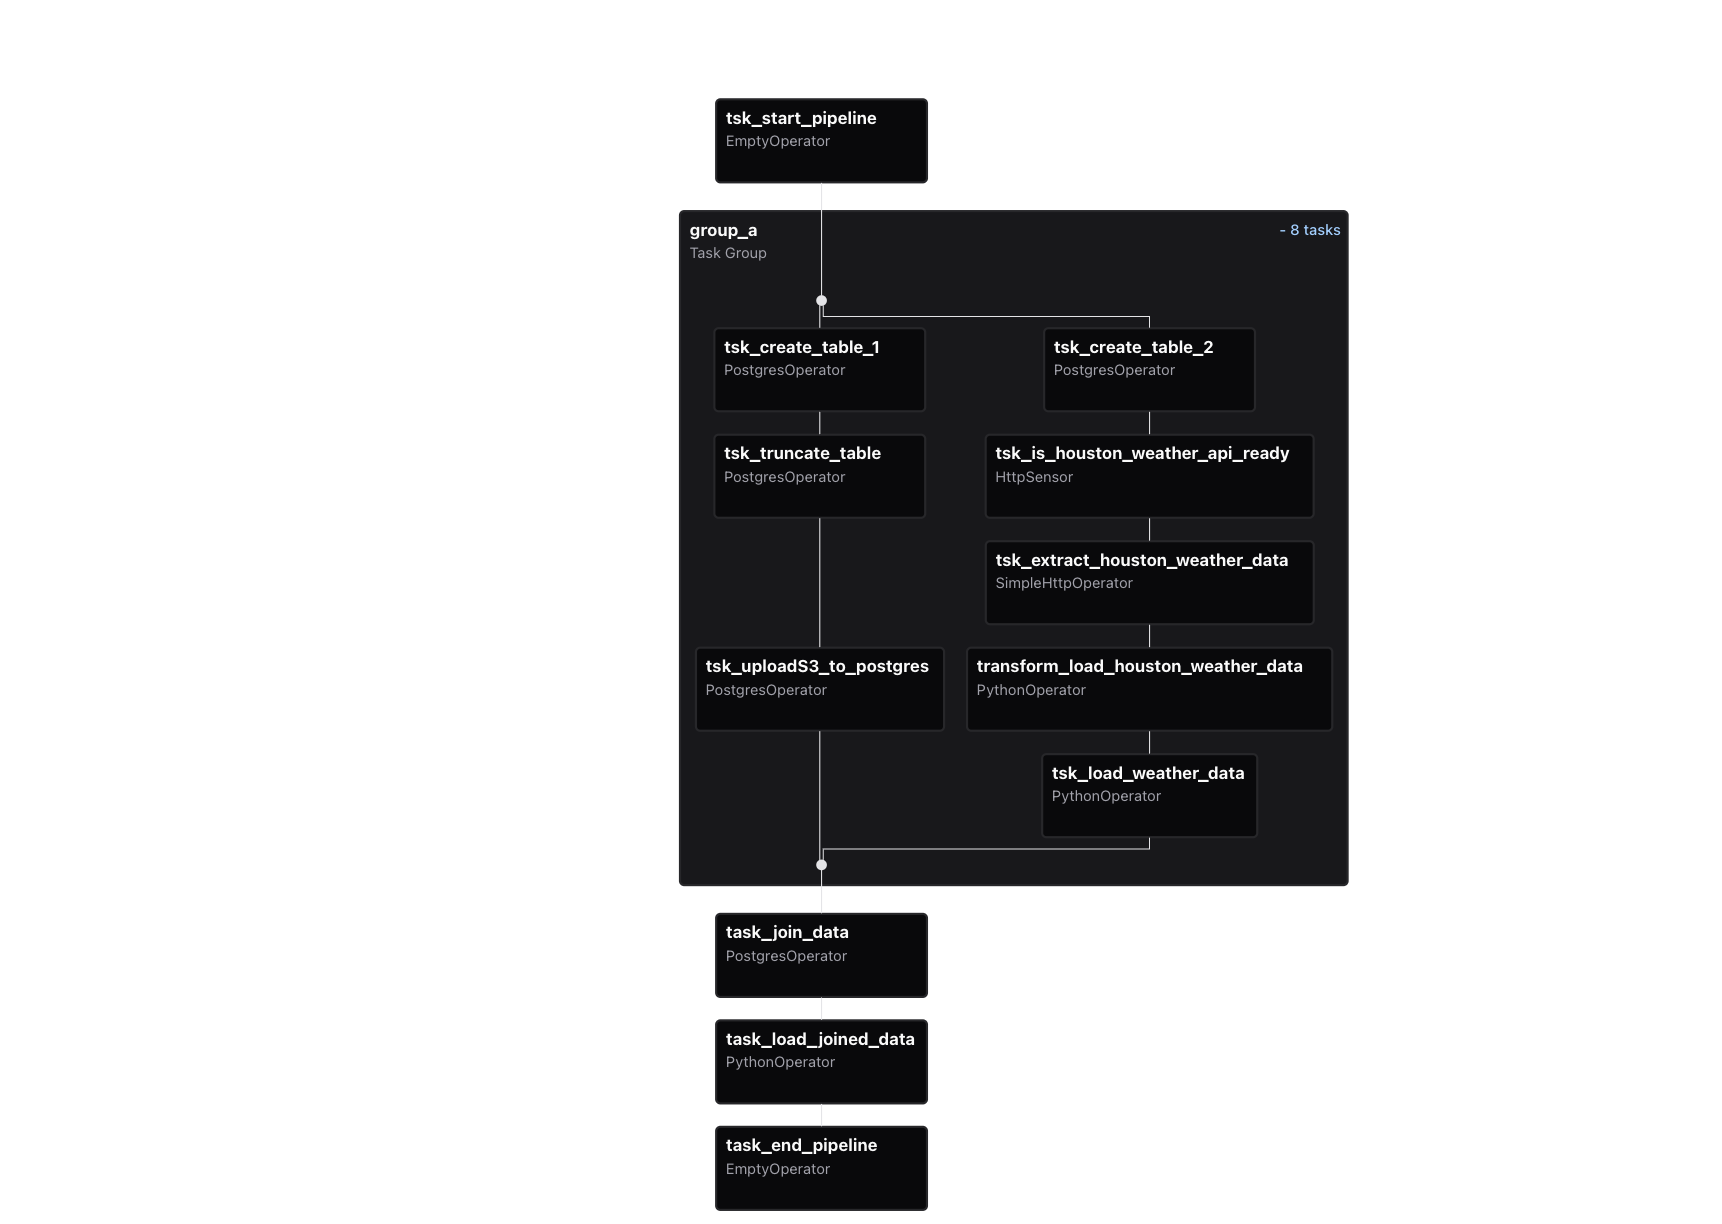 tsk_start_pipeline
EmptyOperator
group_a
- 8 tasks
Task Group
tsk_create_table_1
PostgresOperator
tsk_create_table_2
PostgresOperator
tsk_truncate_table
PostgresOperator
tsk_is_houston_weather_api_ready
HttpSensor
tsk_extract_houston_weather_data
SimpleHttpOperator
tsk_uploadS3_to_postgres
PostgresOperator
transform_load_houston_weather_data
PythonOperator
tsk_load_weather_data
PythonOperator
task_join_data
PostgresOperator
task_load_joined_data
PythonOperator
task_end_pipeline
EmptyOperator